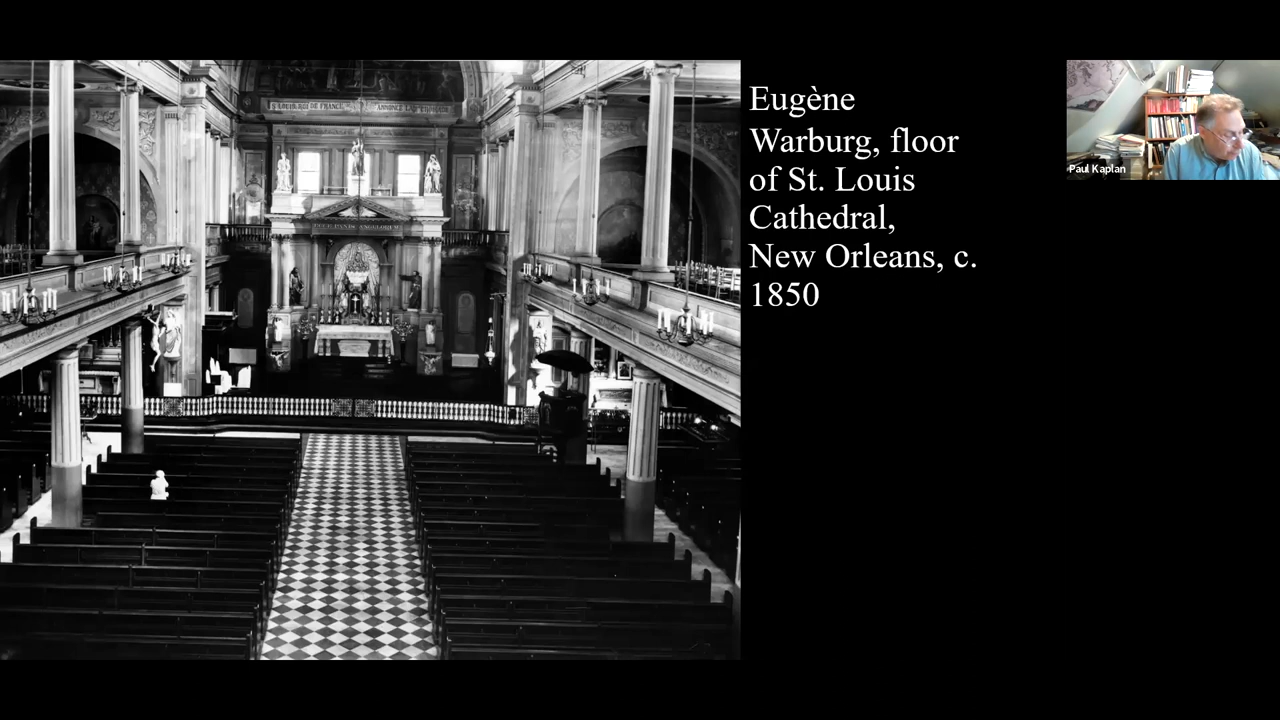 Eugène
Warburg, floor
of St. Louis
Cathedral,
New Orleans, c.
1850
Paul Kaplan